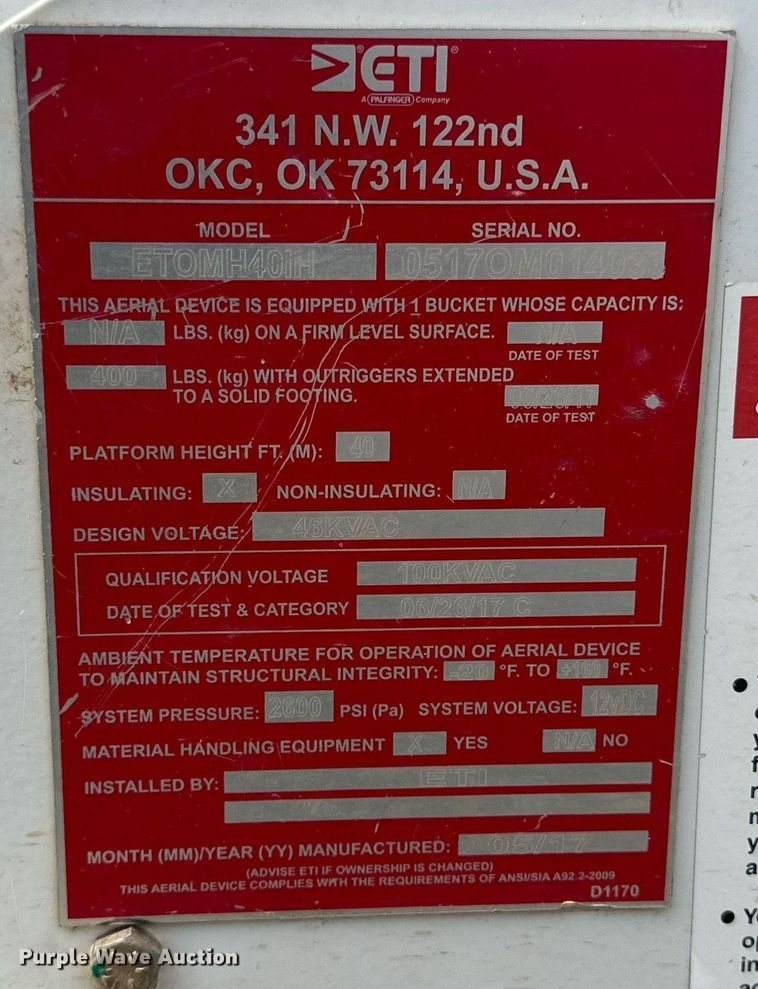 ETI
A PALFINGER Company
341 N.W. 122nd
OKC, OK 73114, U.S.A.
MODEL SERIAL NO.
ETOMH40IH
THIS AERIAL DEVICE IS EQUIPPED WITH 1 BUCKET WHOSE CAPACITY IS:
N/A LBS. (kg) ON A FIRM LEVEL SURFACE. N/A
DATE OF TEST
400 LBS. (kg) WITH OUTRIGGERS EXTENDED
TO A SOLID FOOTING.
DATE OF TEST
PLATFORM HEIGHT FT. (M): 40
INSULATING: X NON-INSULATING: N/A
DESIGN VOLTAGE: 46KVAC
QUALIFICATION VOLTAGE 100KVAC
DATE OF TEST & CATEGORY 06/26/17 C
AMBIENT TEMPERATURE FOR OPERATION OF AERIAL DEVICE
TO MAINTAIN STRUCTURAL INTEGRITY: -20 °F. TO °F.
SYSTEM PRESSURE: PSI (Pa) SYSTEM VOLTAGE: 12VDC
MATERIAL HANDLING EQUIPMENT X YES N/A NO
INSTALLED BY: ETI
MONTH (MM)/YEAR (YY) MANUFACTURED: 05/17
(ADVISE ETI IF OWNERSHIP IS CHANGED)
THIS AERIAL DEVICE COMPLIES WITH THE REQUIREMENTS OF ANSI/SIA A92.2-2009
D1170
Purple Wave Auction